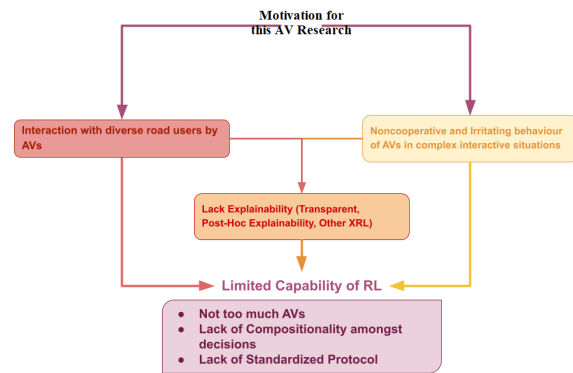 Motivation for
this AV Research
Interaction with diverse road users by
AVs
Noncooperative and Irritating behaviour
of AVs in complex interactive situations
Lack Explainability (Transparent,
Post-Hoc Explainability, Other XRL)
Limited Capability of RL
● Not too much AVs
● Lack of Compositionality amongst
decisions
● Lack of Standardized Protocol